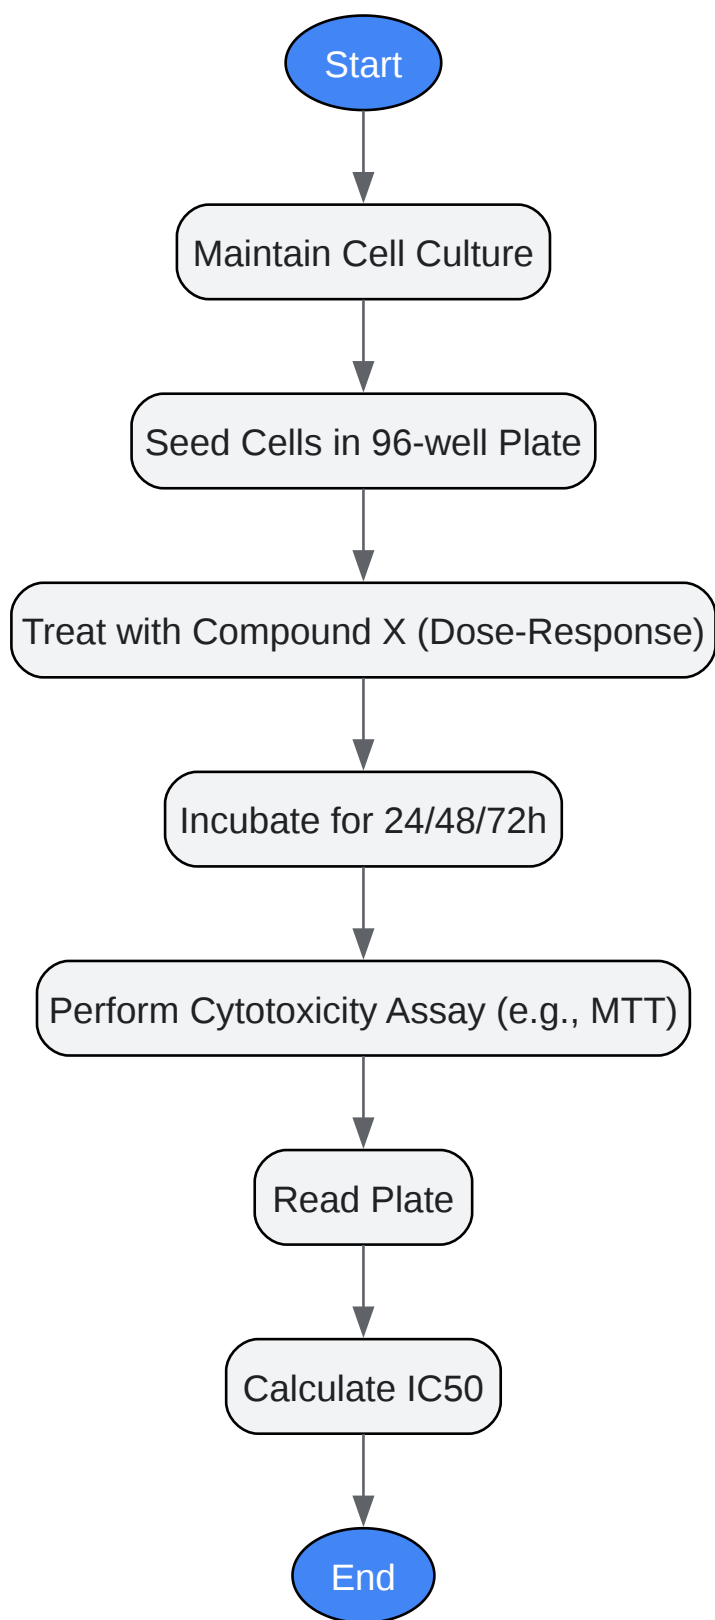 Start
Maintain Cell Culture
Seed Cells in 96-well Plate
Treat with Compound X (Dose-Response)
Incubate for 24/48/72h
Perform Cytotoxicity Assay (e.g., MTT)
Read Plate
Calculate IC50
End